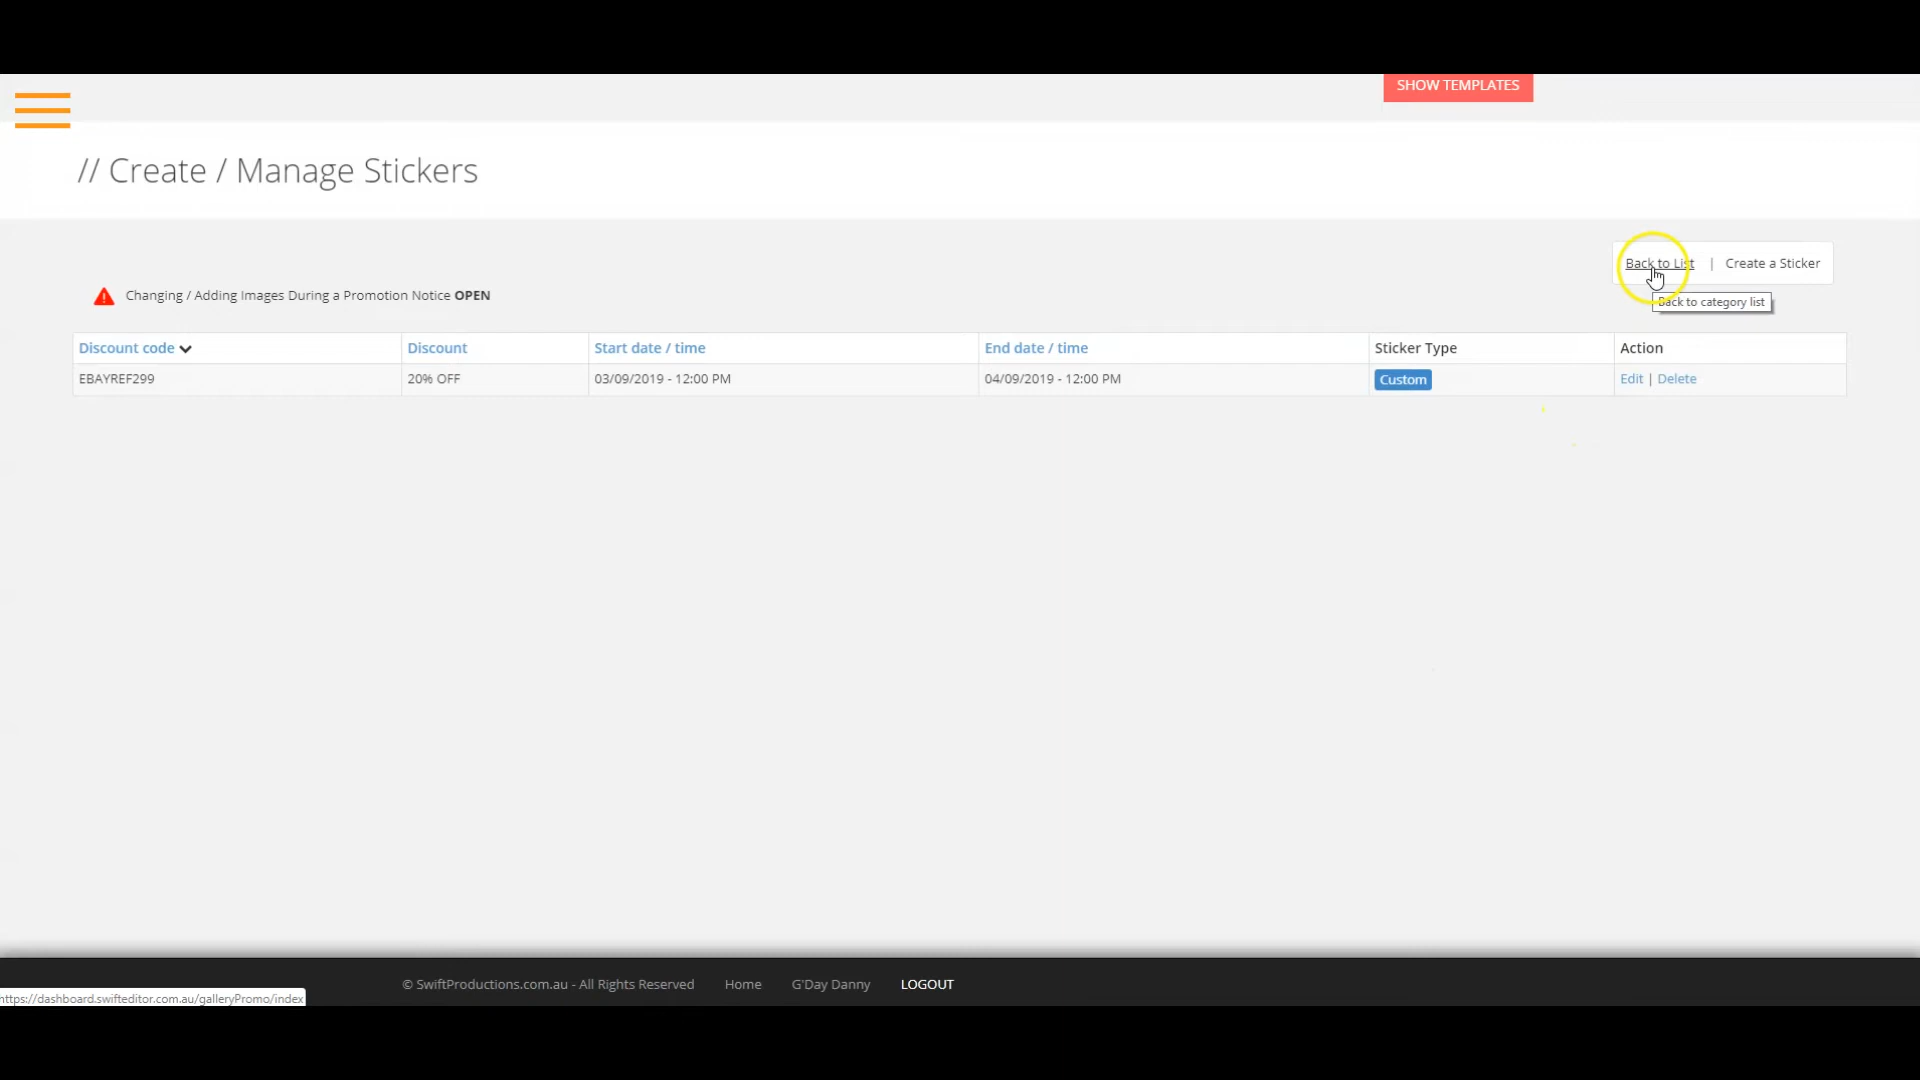 SHOW TEMPLATES
// Create / Manage Stickers
Back to List | Create a Sticker
Changing / Adding Images During a Promotion Notice OPEN
Back to category list
Discount code Discount Start date / time End date / time Sticker Type Action
EBAYREF299 20% OFF 03/09/2019 - 12:00 PM 04/09/2019 - 12:00 PM Custom Edit | Delete
© SwiftProductions.com.au - All Rights Reserved Home G'Day Danny LOGOUT
https://dashboard.swifteditor.com.au/galleryPromo/index